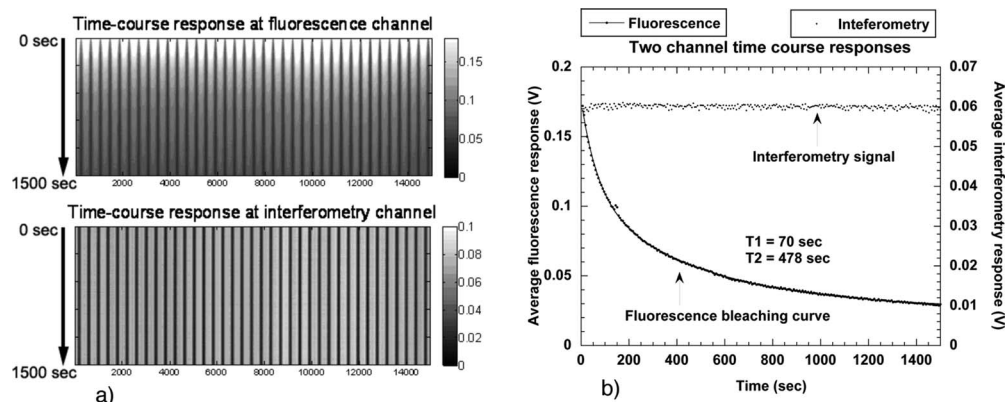 Time-course response at fluorescence channel
0 sec
1500 sec
0.15
0.1
0.05
0
2000 4000 6000 8000 10000 12000 14000
Time-course response at interferometry channel
0 sec
1500 sec
0.1
0.08
0.06
0.04
0.02
0
2000 4000 6000 8000 10000 12000 14000
a)
Fluorescence
Inteferometry
Two channel time course responses
Average fluorescence response (V)
0.2
0.15
0.1
0.05
0
Interferometry signal
T1 = 70 sec
T2 = 478 sec
Fluorescence bleaching curve
0.07
0.06
0.05
0.04
0.03
0.02
0.01
0
Average interferometry response (V)
0 200 400 600 800 1000 1200 1400
Time (sec)
b)